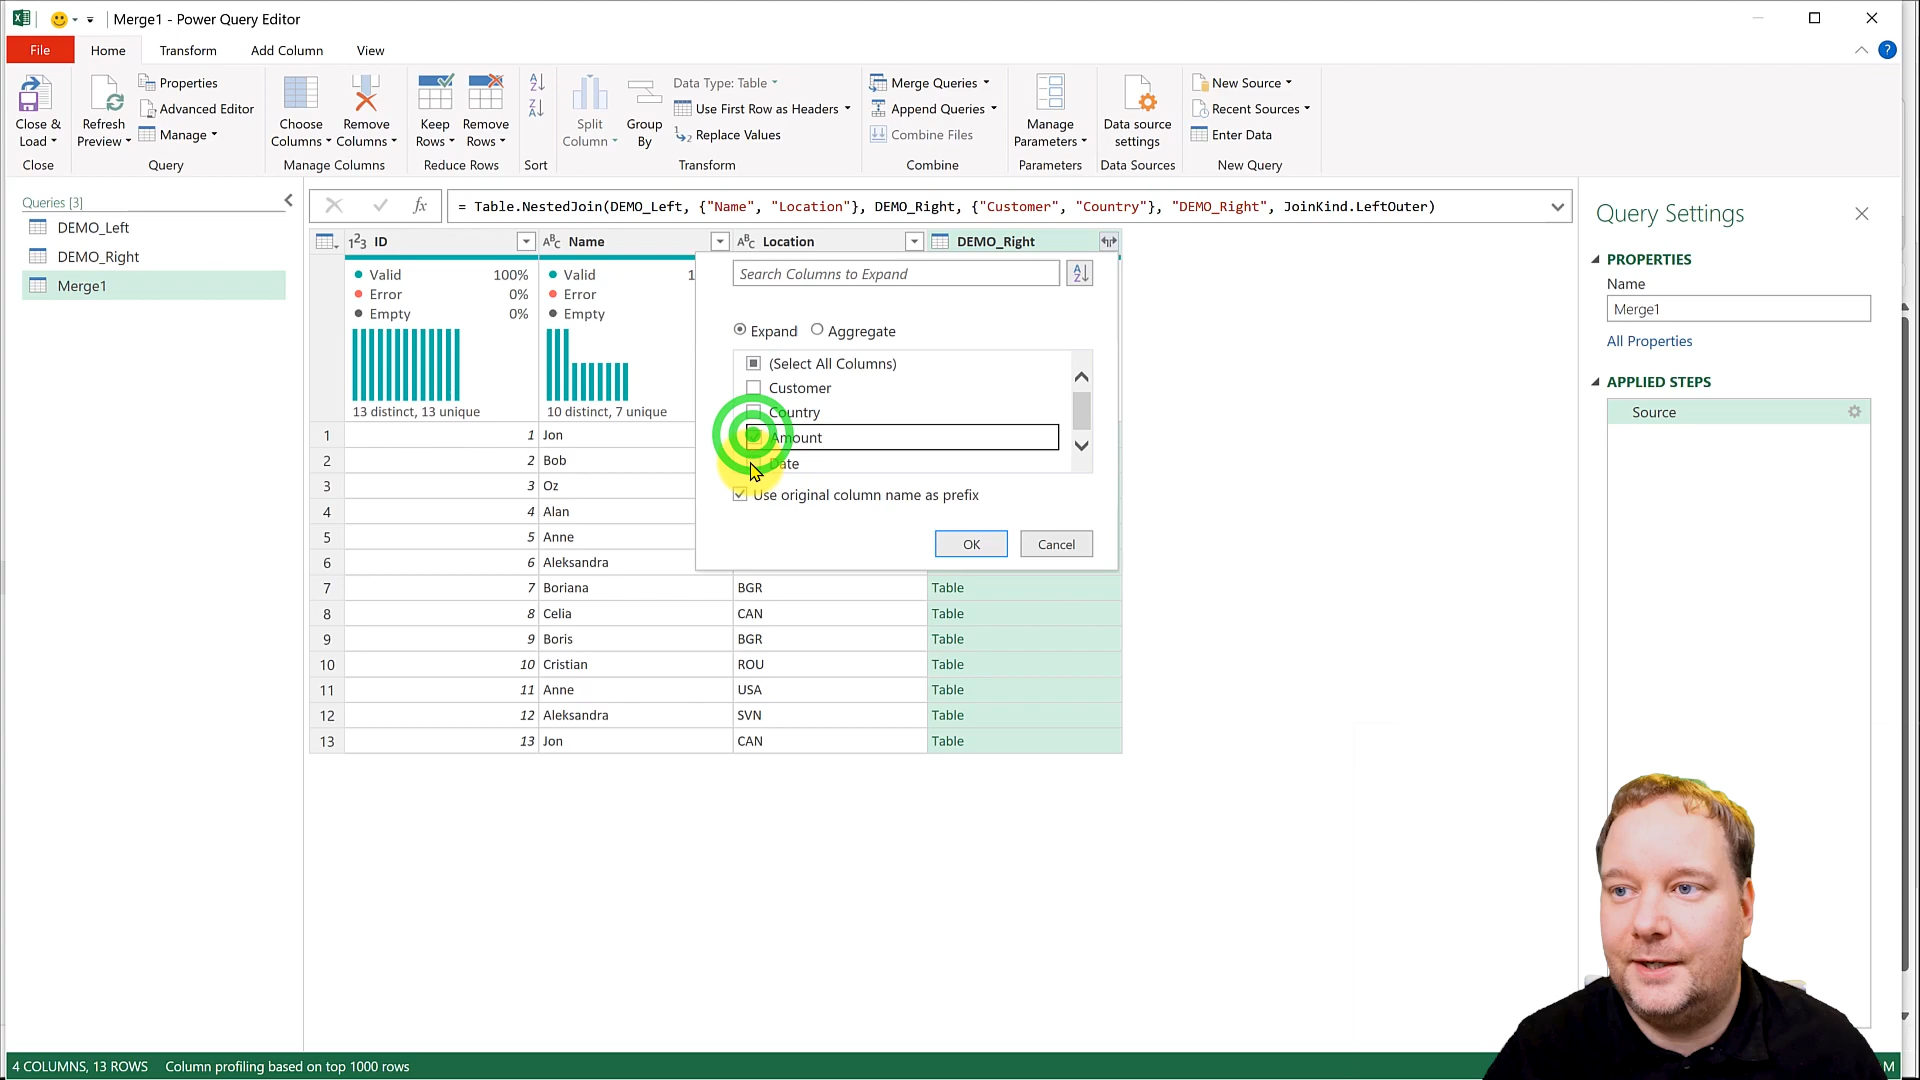 Merge1 - Power Query Editor
File Home Transform Add Column View
Close & Load
Refresh Preview
Properties
Advanced Editor
Manage
Choose Columns
Remove Columns
Keep Rows
Remove Rows
Split Column
Group By
Data Type: Table
Use First Row as Headers
Replace Values
Merge Queries
Append Queries
Combine Files
Manage Parameters
Data source settings
New Source
Recent Sources
Enter Data
Close Query Manage Columns Reduce Rows Sort Transform Combine Parameters Data Sources New Query
Queries [3]
DEMO_Left
DEMO_Right
Merge1
fx = Table.NestedJoin(DEMO_Left, {"Name", "Location"}, DEMO_Right, {"Customer", "Country"}, "DEMO_Right", JoinKind.LeftOuter)
ID Name Location DEMO_Right
Valid 100% Valid 1
Error 0% Error
Empty 0% Empty
13 distinct, 13 unique 10 distinct, 7 unique
Search Columns to Expand
Expand Aggregate
(Select All Columns)
Customer
Country
Amount
Date
Use original column name as prefix
OK Cancel
1 1 Jon
2 2 Bob
3 3 Oz
4 4 Alan
5 5 Anne
6 6 Aleksandra
7 7 Boriana BGR Table
8 8 Celia CAN Table
9 9 Boris BGR Table
10 10 Cristian ROU Table
11 11 Anne USA Table
12 12 Aleksandra SVN Table
13 13 Jon CAN Table
Query Settings
PROPERTIES
Name
Merge1
All Properties
APPLIED STEPS
Source
4 COLUMNS, 13 ROWS Column profiling based on top 1000 rows